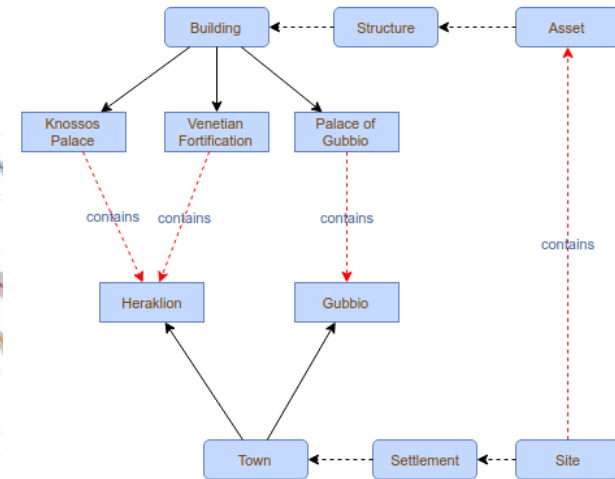 Building
Structure
Asset
Knossos
Palace
Venetian
Fortification
Palace of
Gubbio
contains
contains
contains
contains
Heraklion
Gubbio
Town
Settlement
Site